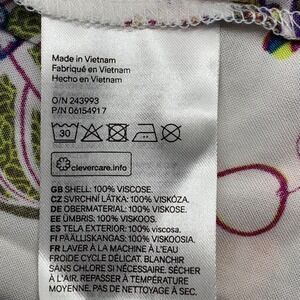 Made in Vietnam
Fabriqué en Vietnam
Hecho en Vietnam
O/N 243993
P/N 0615491 7
30
clevercare.info
GB SHELL: 100% VISCOSE.
CZ SVRCHNÍ LÁTKA: 100% VISKÓZA.
DE OBERMATERIAL: 100% VISKOSE.
EE ÜMBRIS: 100% VISKOOS.
ES TELA EXTERIOR: 100% VISCOSA.
FI PÄÄLLISKANGAS: 100% VISKOOSIA.
FR LAVER À LA MACHINE À L'EAU
FROIDE CYCLE DÉLICAT, BLANCHIR
SANS CHLORE SI NÉCESSAIRE, SÉCHER
À L'AIR. REPASSER À TEMPÉRATURE
MOYENNE, PAS DE NETTOYAGE À SEC.